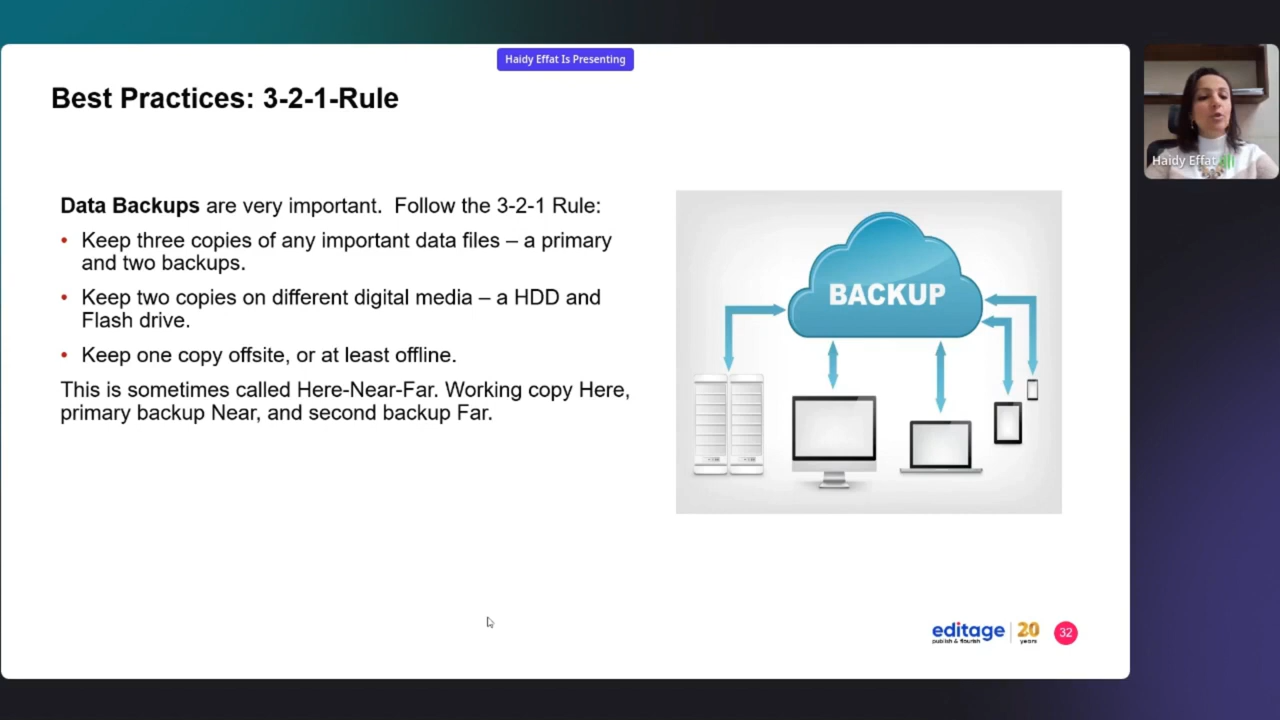 Haidy Effat Is Presenting
Best Practices: 3-2-1-Rule
Data Backups are very important.  Follow the 3-2-1 Rule:
• Keep three copies of any important data files – a primary
and two backups.
• Keep two copies on different digital media – a HDD and
Flash drive.
• Keep one copy offsite, or at least offline.
This is sometimes called Here-Near-Far. Working copy Here,
primary backup Near, and second backup Far.
BACKUP
Haidy Effat
editage
publish & flourish
20
years
32